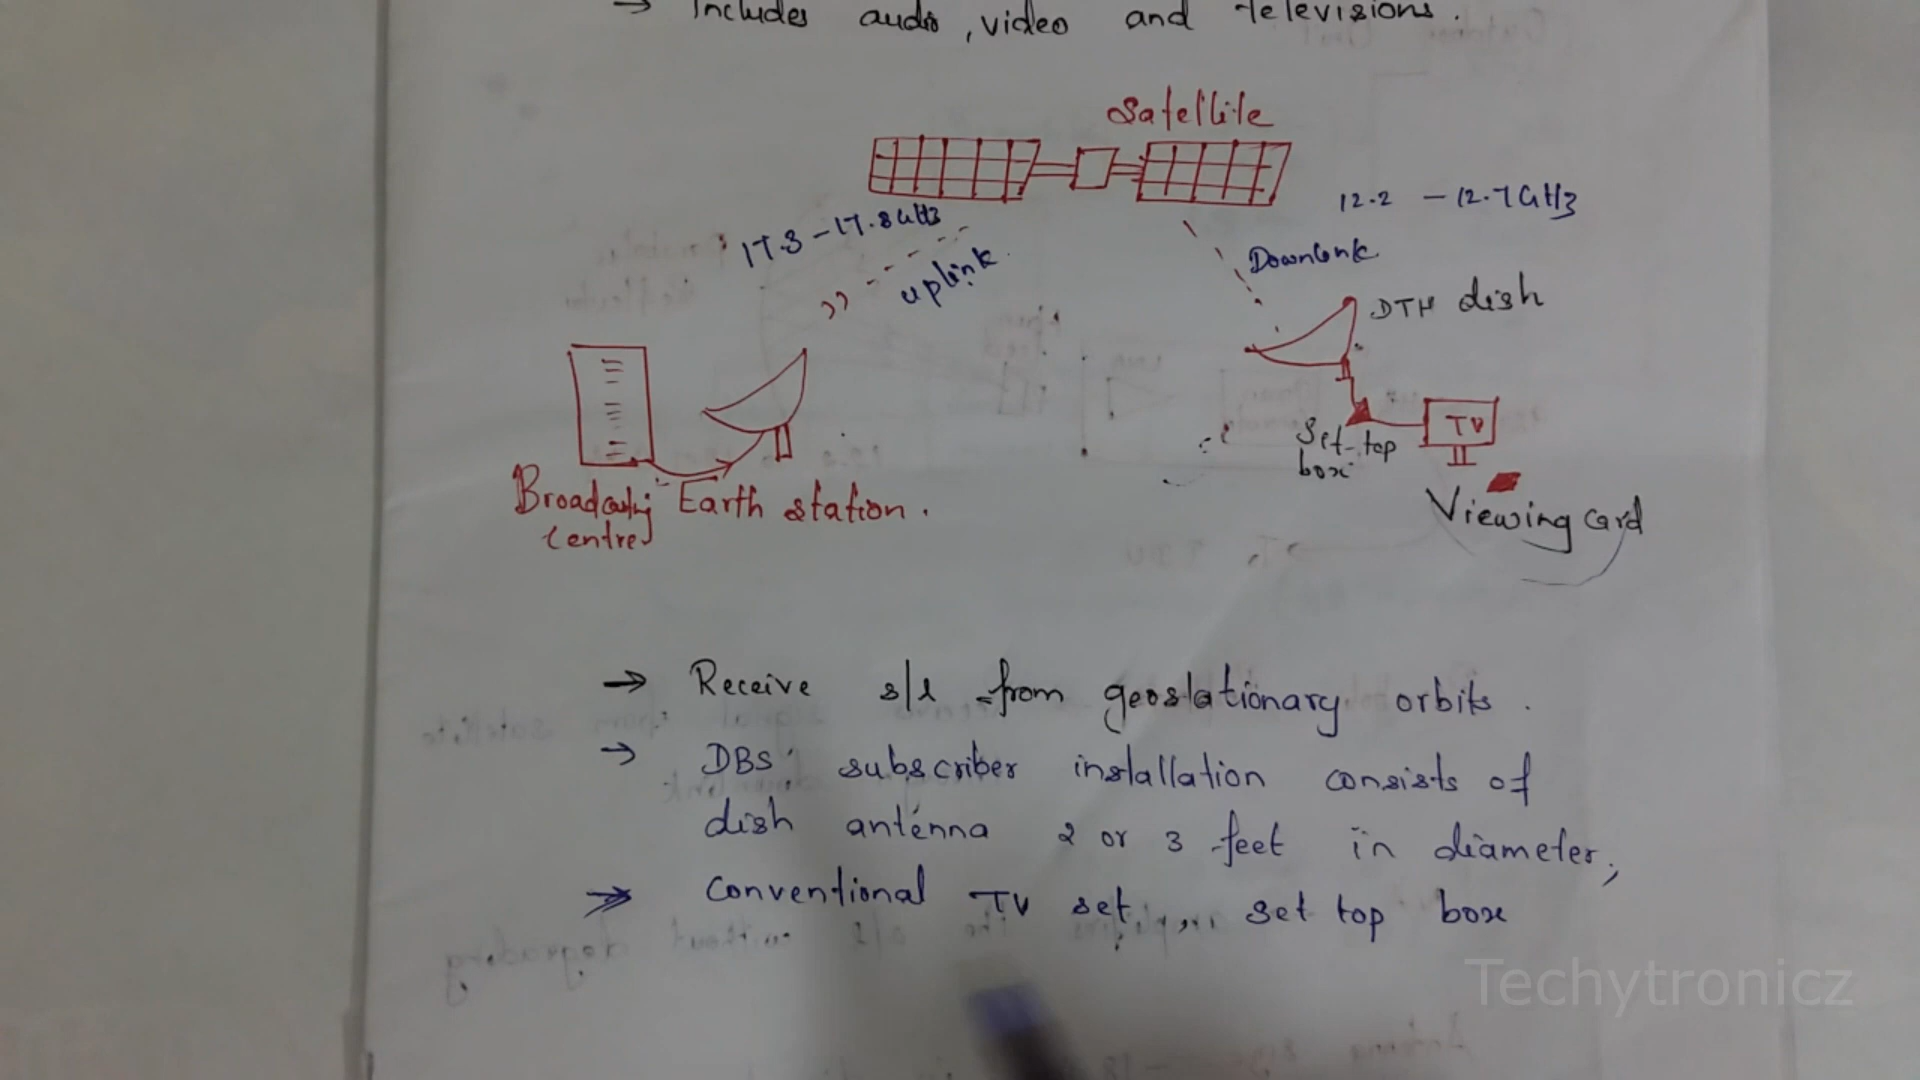 → Includes audio, video and televisions.
Satellite
17.3 - 17.8 GHz
12.2 - 12.7 GHz
uplink
Downlink
DTH dish
TV
Set-top
box
Viewing card
Broadcasting
Centre
Earth station.
→ Receive s/l from geostationary orbits.
→ DBS: subscriber installation consists of
dish antenna 2 or 3 feet in diameter,
→ Conventional TV set, set top box
Techytronicz